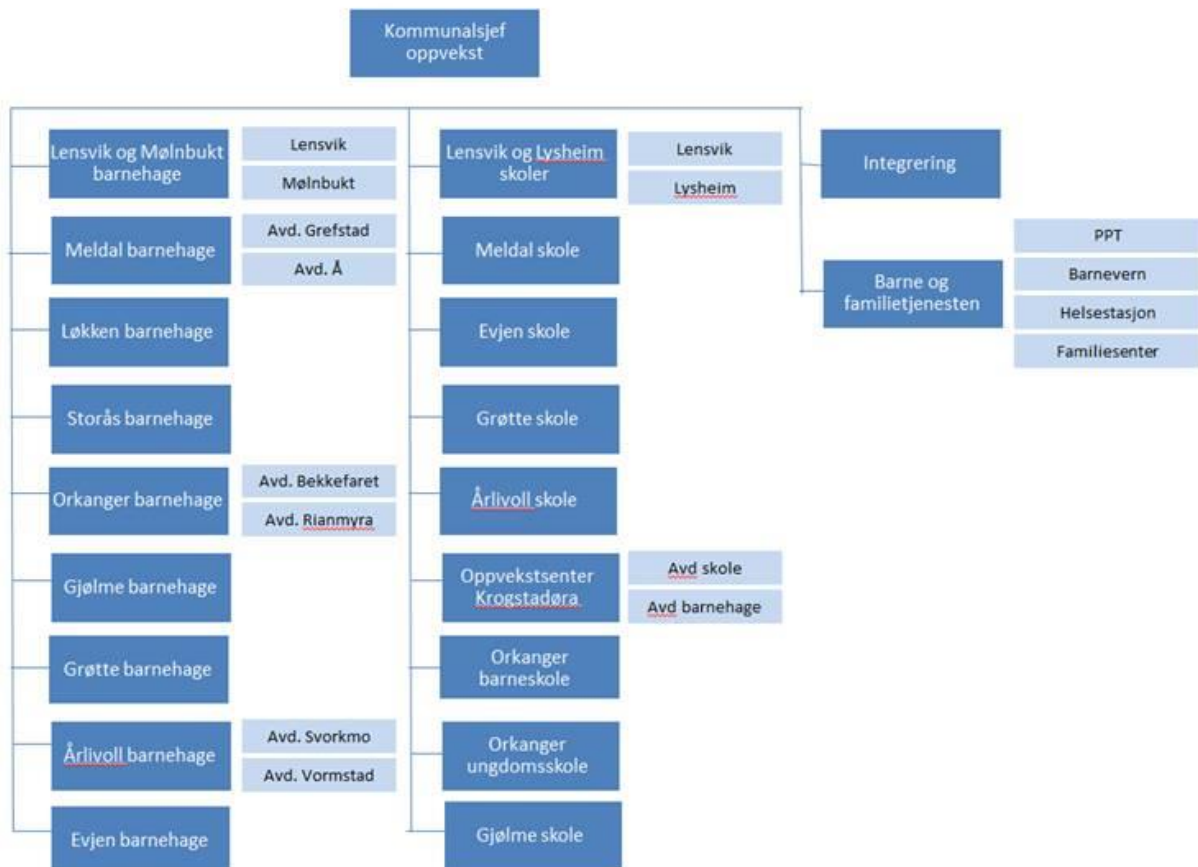 Kommunalsjef
oppvekst
Lensvik og Mølnbukt
barnehage
Lensvik
Mølnbukt
Meldal barnehage
Avd. Grefstad
Avd. Å
Løkken barnehage
Storås barnehage
Orkanger barnehage
Avd. Bekkefaret
Avd. Rianmyra
Gjølme barnehage
Grøtte barnehage
Årlivoll barnehage
Avd. Svorkmo
Avd. Vormstad
Evjen barnehage
Lensvik og Lysheim
skoler
Lensvik
Lysheim
Meldal skole
Evjen skole
Grøtte skole
Årlivoll skole
Oppvekstsenter
Krogstadøra
Avd skole
Avd barnehage
Orkanger
barneskole
Orkanger
ungdomsskole
Gjølme skole
Integrering
Barne og
familietjenesten
PPT
Barnevern
Helsestasjon
Familiesenter